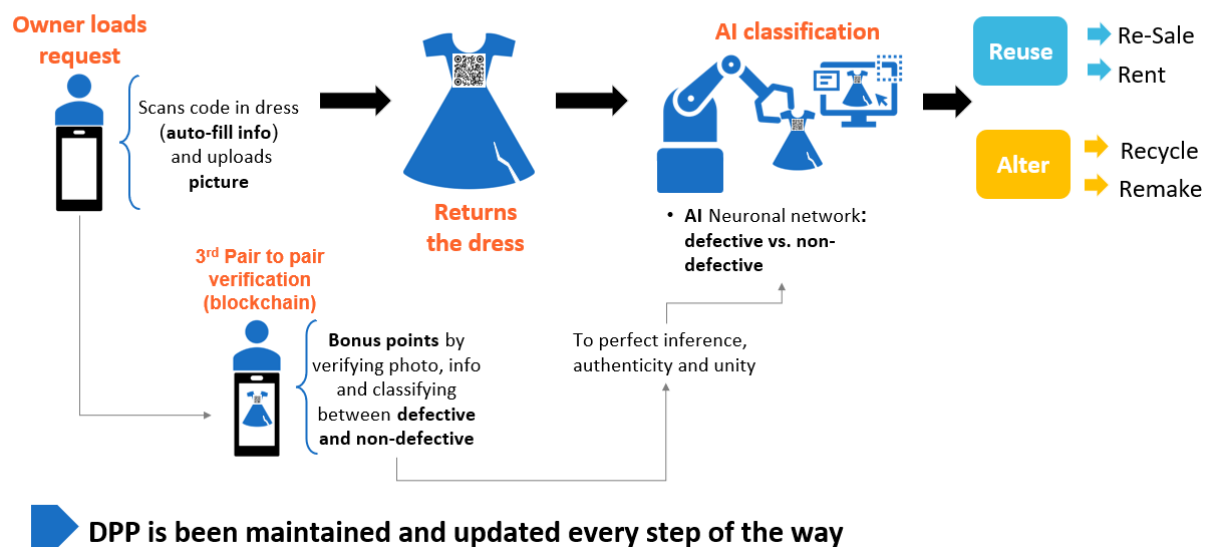 Owner loads
request
Scans code in dress
(auto-fill info)
and uploads
picture
Returns
the dress
AI classification
• AI Neuronal network:
defective vs. non-
defective
Reuse
Re-Sale
Rent
Alter
Recycle
Remake
3rd Pair to pair
verification
(blockchain)
Bonus points by
verifying photo, info
and classifying
between defective
and non-defective
To perfect inference,
authenticity and unity
DPP is been maintained and updated every step of the way